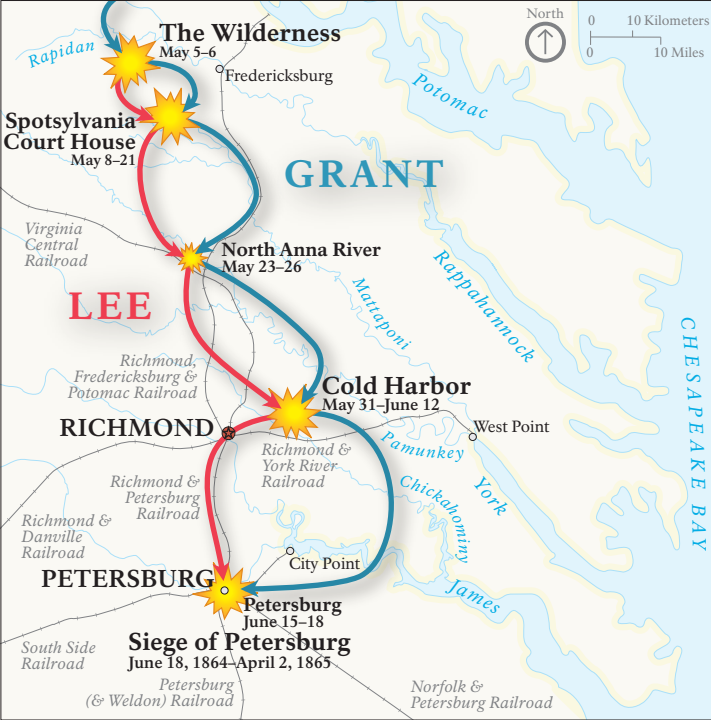 North
0 10 Kilometers
0 10 Miles
The Wilderness
May 5–6
Rapidan
Fredericksburg
Potomac
Spotsylvania
Court House
May 8–21
GRANT
Virginia
Central
Railroad
North Anna River
May 23–26
Rappahannock
Mattaponi
LEE
CHESAPEAKE BAY
Richmond,
Fredericksburg &
Potomac Railroad
Cold Harbor
May 31–June 12
RICHMOND
West Point
Pamunkey
Richmond &
York River
Railroad
Richmond &
Petersburg
Railroad
Chickahominy
York
Richmond &
Danville
Railroad
City Point
PETERSBURG
James
Petersburg
June 15–18
Siege of Petersburg
June 18, 1864–April 2, 1865
South Side
Railroad
Petersburg
(& Weldon) Railroad
Norfolk &
Petersburg Railroad